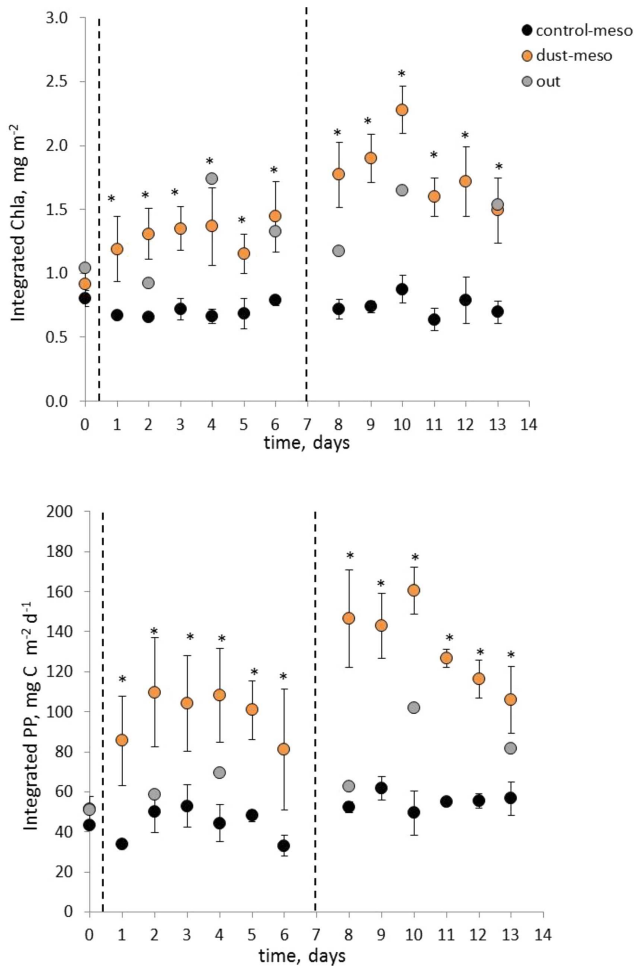 control-meso
dust-meso
out
Integrated Chla, mg m-2
3.0
2.5
2.0
1.5
1.0
0.5
0.0
* * * * * * * * * * * *
0 1 2 3 4 5 6 7 8 9 10 11 12 13 14
time, days
Integrated PP, mg C m-2 d-1
200
180
160
140
120
100
80
60
40
20
0
* * * * * * * * * * * *
0 1 2 3 4 5 6 7 8 9 10 11 12 13 14
time, days